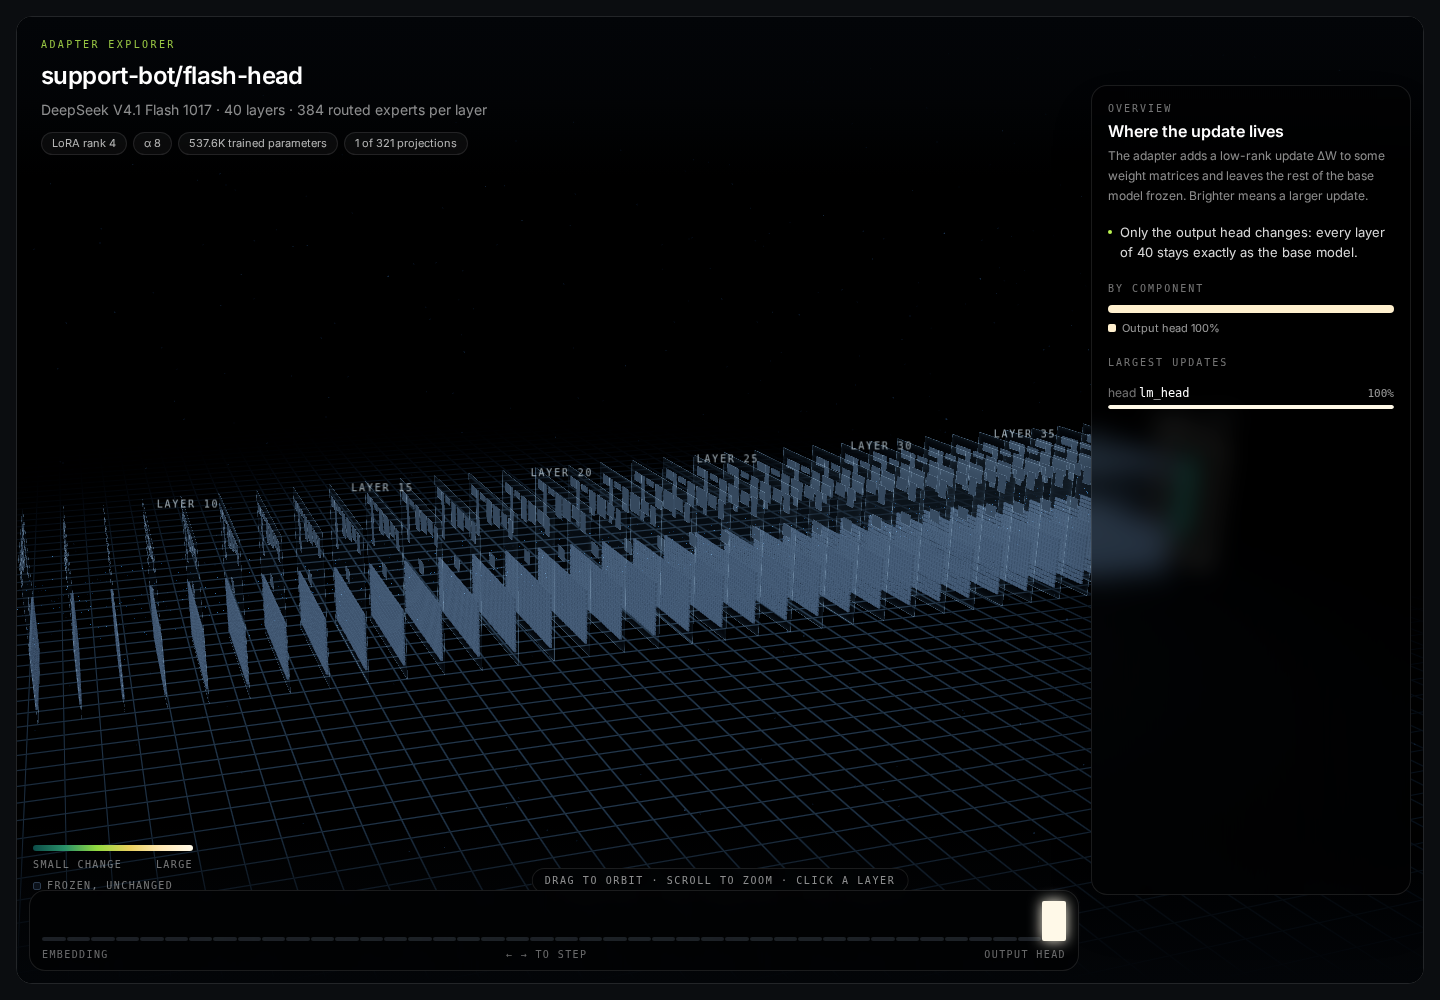 ADAPTER EXPLORER
support-bot/flash-head
DeepSeek V4.1 Flash 1017 · 40 layers · 384 routed experts per layer
LoRA rank 4
α 8
537.6K trained parameters
1 of 321 projections
OVERVIEW
Where the update lives
The adapter adds a low-rank update ΔW to some
weight matrices and leaves the rest of the base
model frozen. Brighter means a larger update.
Only the output head changes: every layer
of 40 stays exactly as the base model.
BY COMPONENT
Output head 100%
LARGEST UPDATES
head lm_head 100%
LAYER 10
LAYER 15
LAYER 20
LAYER 25
LAYER 30
LAYER 35
SMALL CHANGE LARGE
FROZEN, UNCHANGED
DRAG TO ORBIT · SCROLL TO ZOOM · CLICK A LAYER
EMBEDDING ← → TO STEP OUTPUT HEAD